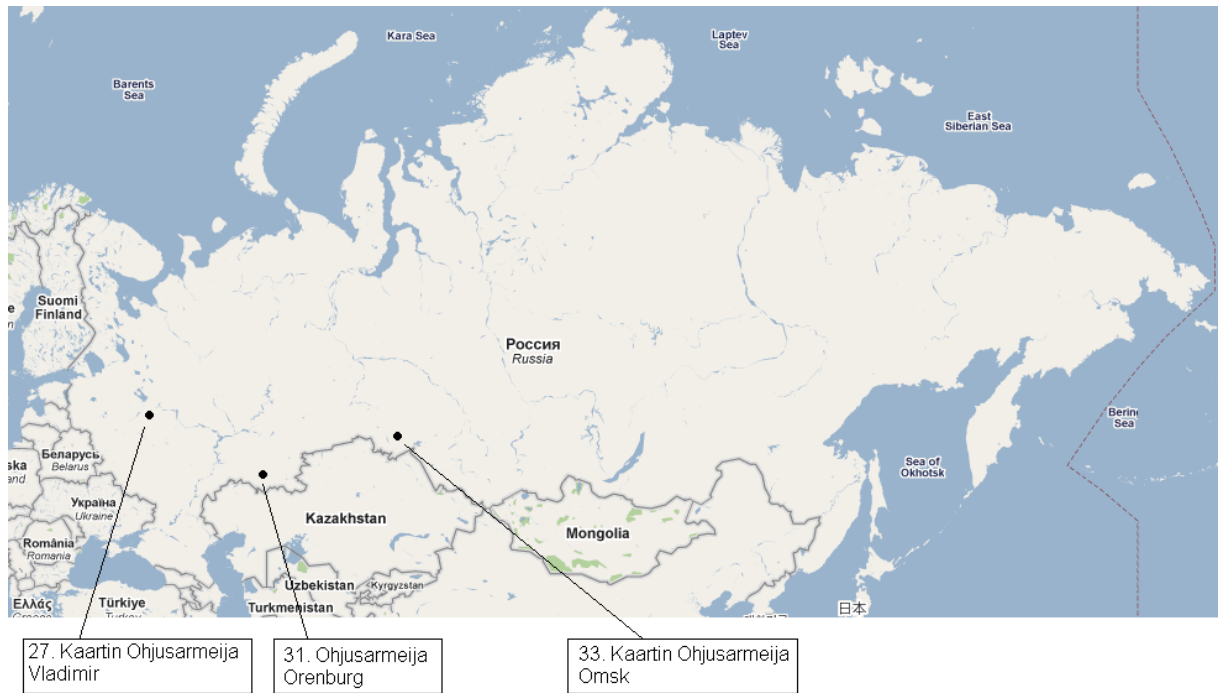 Kara Sea
Laptev
Sea
Barents
Sea
East
Siberian Sea
Suomi
Finland
Россия
Russia
Bering
Sea
Беларусь
Belarus
Sea of
Okhotsk
Україна
Ukraine
Kazakhstan
Mongolia
România
Romania
Uzbekistan
Kyrgyzstan
Ελλάς
Türkiye
Turkmenistan
日本
27. Kaartin Ohjusarmeija
Vladimir
31. Ohjusarmeija
Orenburg
33. Kaartin Ohjusarmeija
Omsk